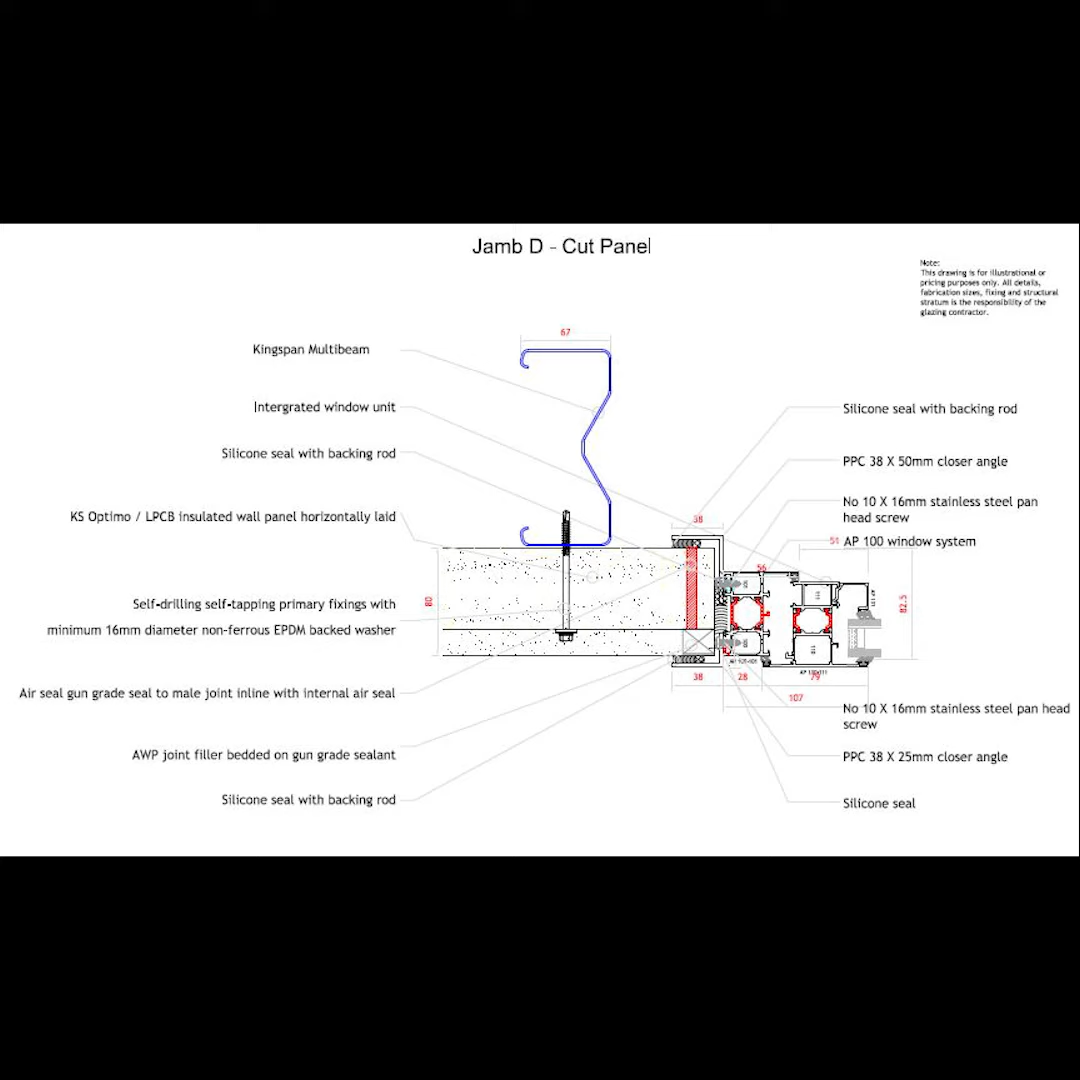 Jamb D - Cut Panel
Note:
This drawing is for illustrational or
pricing purposes only. All details,
fabrication sizes, fixing and structural
stratum is the responsibility of the
glazing contractor.
67
Kingspan Multibeam
Intergrated window unit
Silicone seal with backing rod
KS Optimo / LPCB insulated wall panel horizontally laid
Self-drilling self-tapping primary fixings with
minimum 16mm diameter non-ferrous EPDM backed washer
Air seal gun grade seal to male joint inline with internal air seal
AWP joint filler bedded on gun grade sealant
Silicone seal with backing rod
Silicone seal with backing rod
PPC 38 X 50mm closer angle
No 10 X 16mm stainless steel pan
head screw
51 AP 100 window system
38
56
80
82.5
38
28
79
107
No 10 X 16mm stainless steel pan head
screw
PPC 38 X 25mm closer angle
Silicone seal